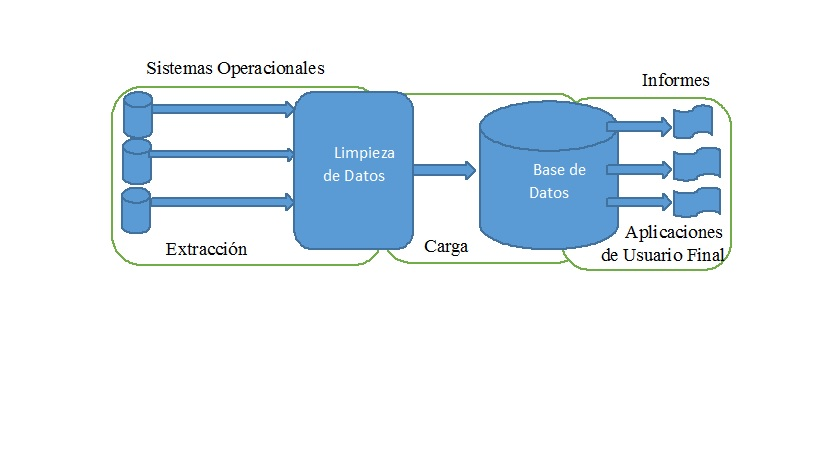 Sistemas Operacionales
Informes
Limpieza
de Datos
Base de
Datos
Extracción
Carga
Aplicaciones
de Usuario Final